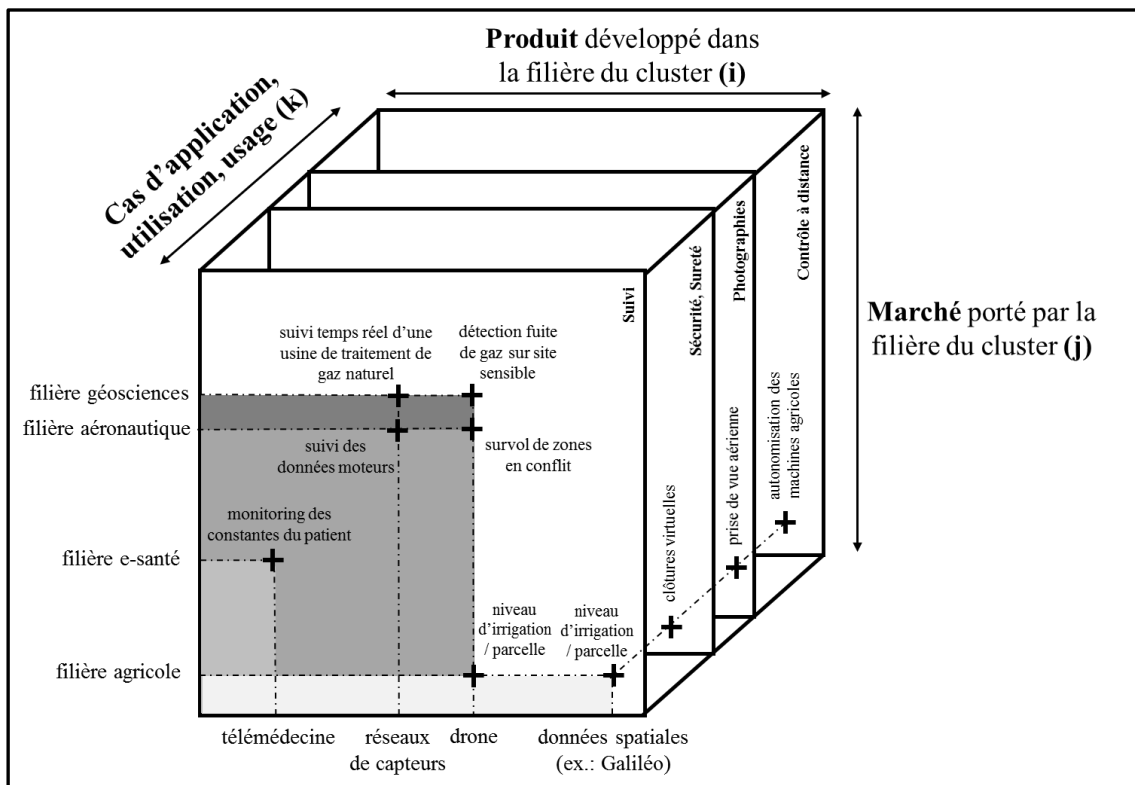 Produit développé dans
la filière du cluster (i)
Cas d'application,
utilisation, usage (k)
Contrôle à distance
Photographies
Sécurité, Sureté
Suivi
Marché porté par la
filière du cluster (j)
suivi temps réel d'une
usine de traitement de
gaz naturel
détection fuite
de gaz sur site
sensible
filière géosciences
filière aéronautique
suivi des
données moteurs
survol de zones
en conflit
monitoring des
constantes du patient
filière e-santé
clôtures virtuelles
prise de vue aérienne
autonomisation des
machines agricoles
niveau
d'irrigation
/ parcelle
niveau
d'irrigation
/ parcelle
filière agricole
télémédecine
réseaux
de capteurs
drone
données spatiales
(ex.: Galiléo)